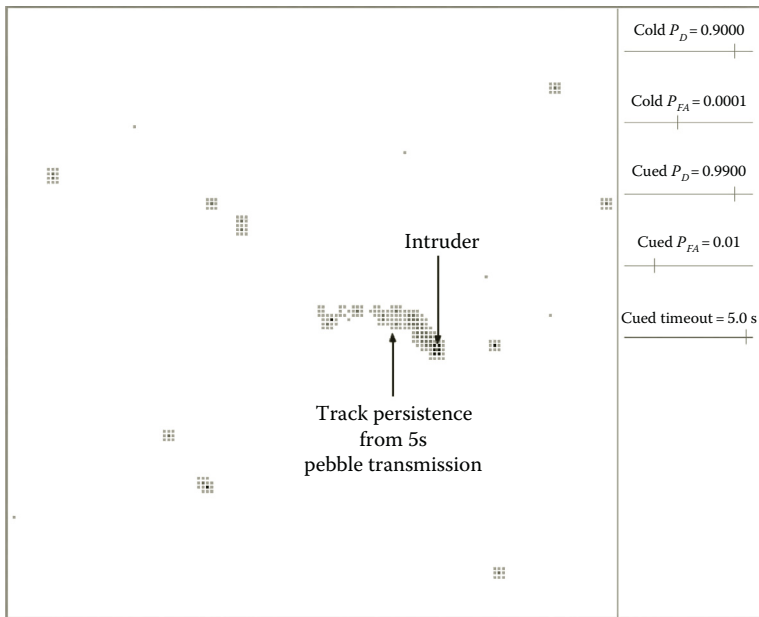 Cold P_D = 0.9000
Cold P_FA = 0.0001
Cued P_D = 0.9900
Cued P_FA = 0.01
Cued timeout = 5.0 s
Intruder
Track persistence
from 5s
pebble transmission